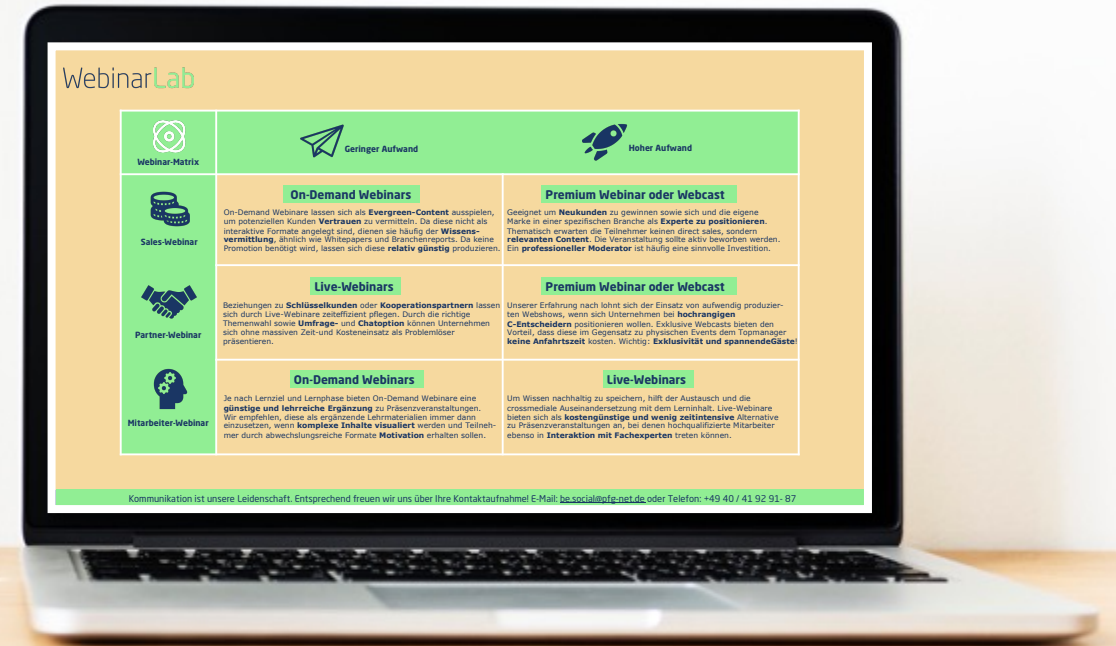 WebinarLab
Webinar-Matrix
Geringer Aufwand
Hoher Aufwand
Sales-Webinar
On-Demand Webinars
On-Demand Webinare lassen sich als Evergreen-Content ausspielen,
um potenziellen Kunden Vertrauen zu vermitteln. Da diese nicht als
interaktive Formate angelegt sind, dienen sie häufig der Wissens-
vermittlung, ähnlich wie Whitepapers und Branchenreports. Da keine
Promotion benötigt wird, lassen sich diese relativ günstig produzieren.
Premium Webinar oder Webcast
Geeignet um Neukunden zu gewinnen sowie sich und die eigene
Marke in einer spezifischen Branche als Experte zu positionieren.
Thematisch erwarten die Teilnehmer keinen direct sales, sondern
relevanten Content. Die Veranstaltung sollte aktiv beworben werden.
Ein professioneller Moderator ist häufig eine sinnvolle Investition.
Partner-Webinar
Live-Webinars
Beziehungen zu Schlüsselkunden oder Kooperationspartnern lassen
sich durch Live-Webinare zeiteffizient pflegen. Durch die richtige
Themenwahl sowie Umfrage- und Chatoption können Unternehmen
sich ohne massiven Zeit-und Kosteneinsatz als Problemlöser
präsentieren.
Premium Webinar oder Webcast
Unserer Erfahrung nach lohnt sich der Einsatz von aufwendig produzier-
ten Webshows, wenn sich Unternehmen bei hochrangigen
C-Entscheidern positionieren wollen. Exklusive Webcasts bieten den
Vorteil, dass diese im Gegensatz zu physischen Events dem Topmanager
keine Anfahrtszeit kosten. Wichtig: Exklusivität und spannendeGäste!
Mitarbeiter-Webinar
On-Demand Webinars
Je nach Lernziel und Lernphase bieten On-Demand Webinare eine
günstige und lehrreiche Ergänzung zu Präsenzveranstaltungen.
Wir empfehlen, diese als ergänzende Lehrmaterialien immer dann
einzusetzen, wenn komplexe Inhalte visualiert werden und Teilneh-
mer durch abwechslungsreiche Formate Motivation erhalten sollen.
Live-Webinars
Um Wissen nachhaltig zu speichern, hilft der Austausch und die
crossmediale Auseinandersetzung mit dem Lerninhalt. Live-Webinare
bieten sich als kostengünstige und wenig zeitintensive Alternative
zu Präsenzveranstaltungen an, bei denen hochqualifizierte Mitarbeiter
ebenso in Interaktion mit Fachexperten treten können.
Kommunikation ist unsere Leidenschaft. Entsprechend freuen wir uns über Ihre Kontaktaufnahme! E-Mail: be.social@pfg-net.de oder Telefon: +49 40 / 41 92 91- 87